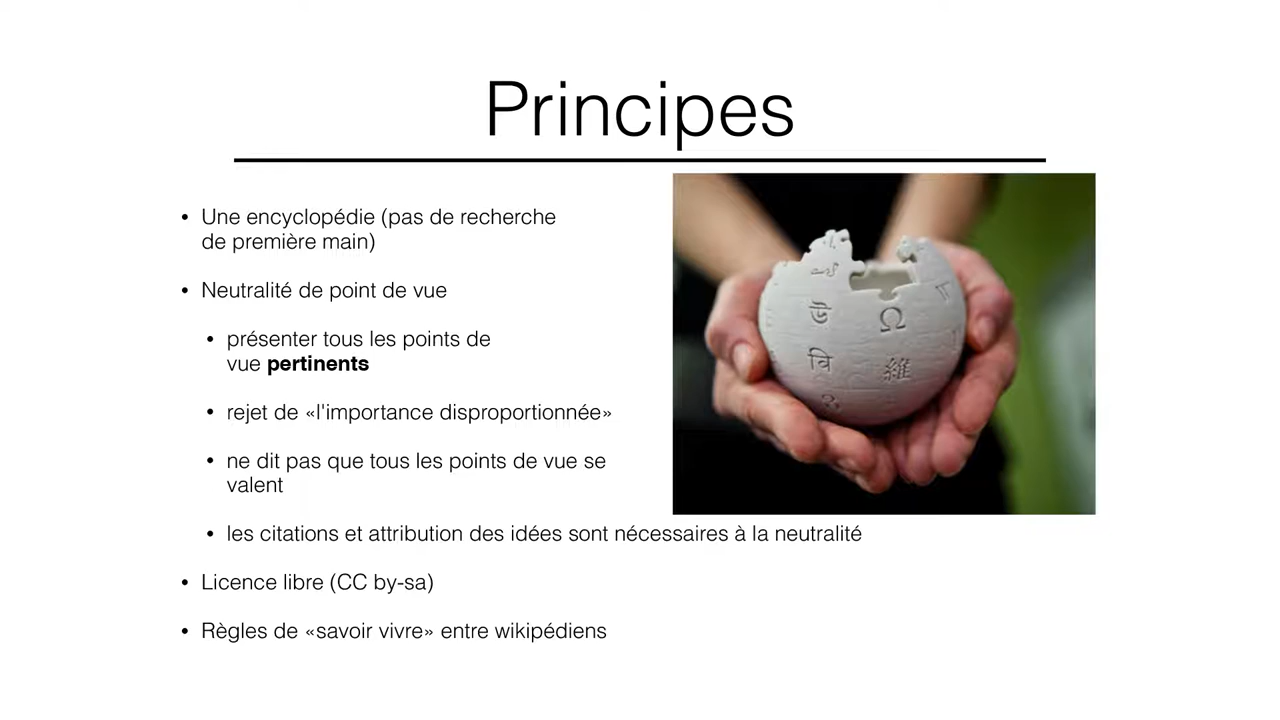 Principes
• Une encyclopédie (pas de recherche
de première main)
• Neutralité de point de vue
• présenter tous les points de
vue pertinents
• rejet de «l'importance disproportionnée»
• ne dit pas que tous les points de vue se
valent
• les citations et attribution des idées sont nécessaires à la neutralité
• Licence libre (CC by-sa)
• Règles de «savoir vivre» entre wikipédiens
Ω
वि
維